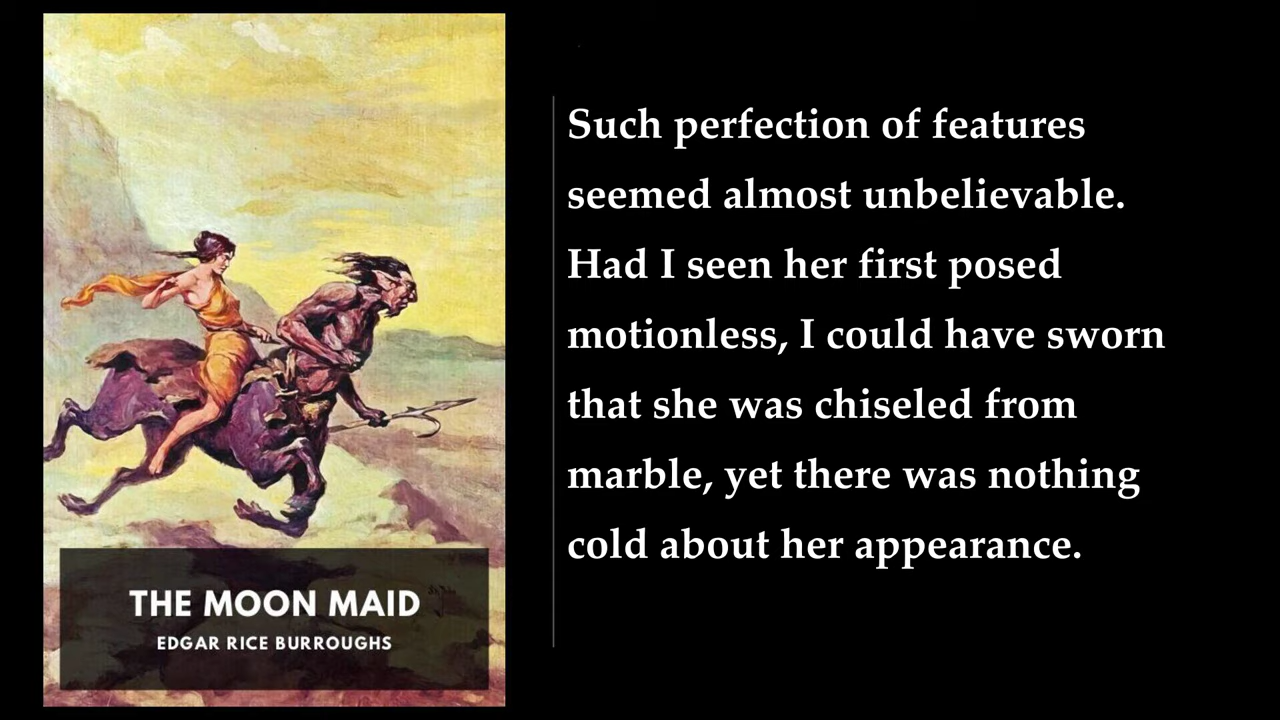 Such perfection of features
seemed almost unbelievable.
Had I seen her first posed
motionless, I could have sworn
that she was chiseled from
marble, yet there was nothing
cold about her appearance.
THE MOON MAID
EDGAR RICE BURROUGHS